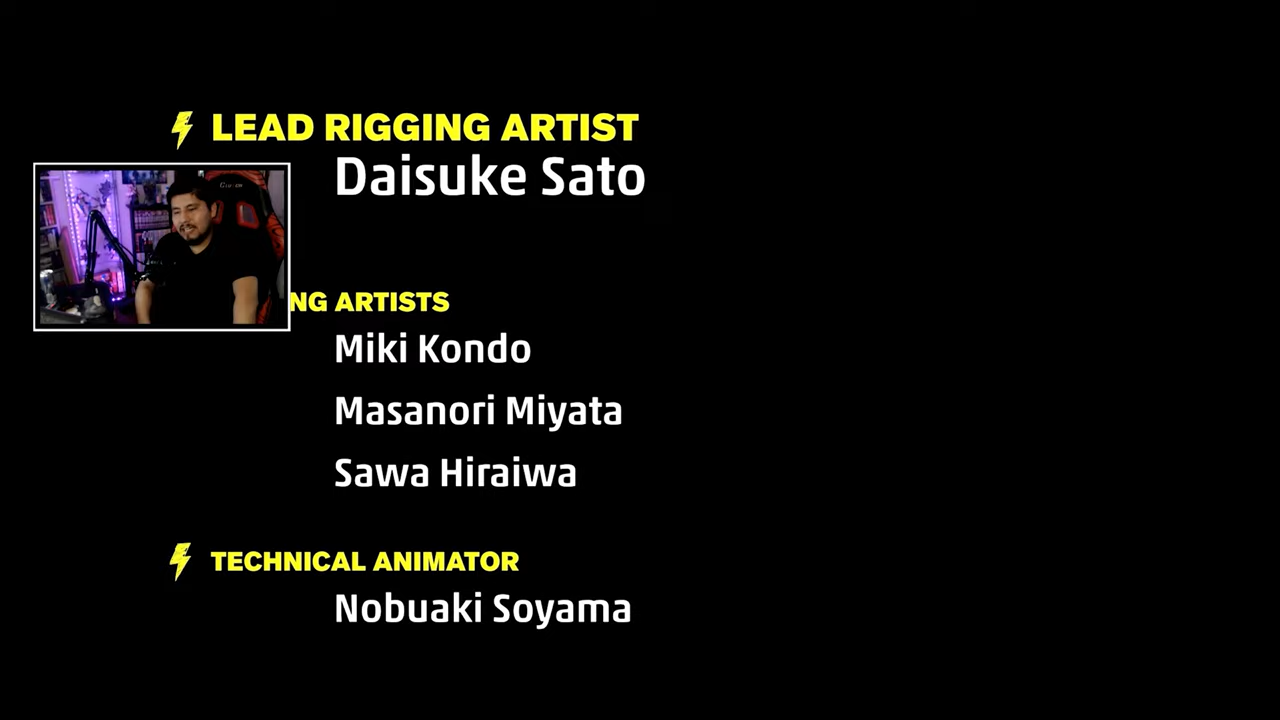 LEAD RIGGING ARTIST
Daisuke Sato
NG ARTISTS
Miki Kondo
Masanori Miyata
Sawa Hiraiwa
TECHNICAL ANIMATOR
Nobuaki Soyama